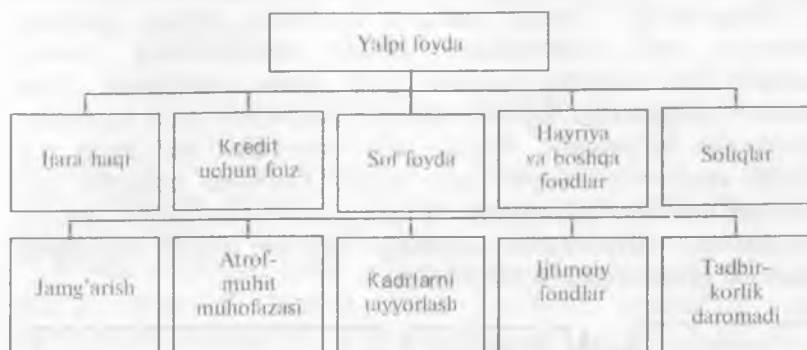 Yalpi foyda
Ijara haqi
Kredit
uchun foiz
Sof foyda
Hayriya
va boshqa
fondlar
Soliqlar
Jamg'arish
Atrof-
muhit
muhofazasi
Kadrlarni
tayyorlash
Ijtimoiy
fondlar
Tadbir-
korlik
daromadi